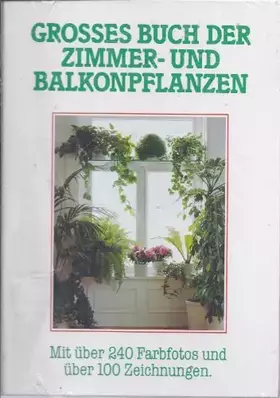 GROSSES BUCH DER
ZIMMER- UND
BALKONPFLANZEN
Mit über 240 Farbfotos und
über 100 Zeichnungen.